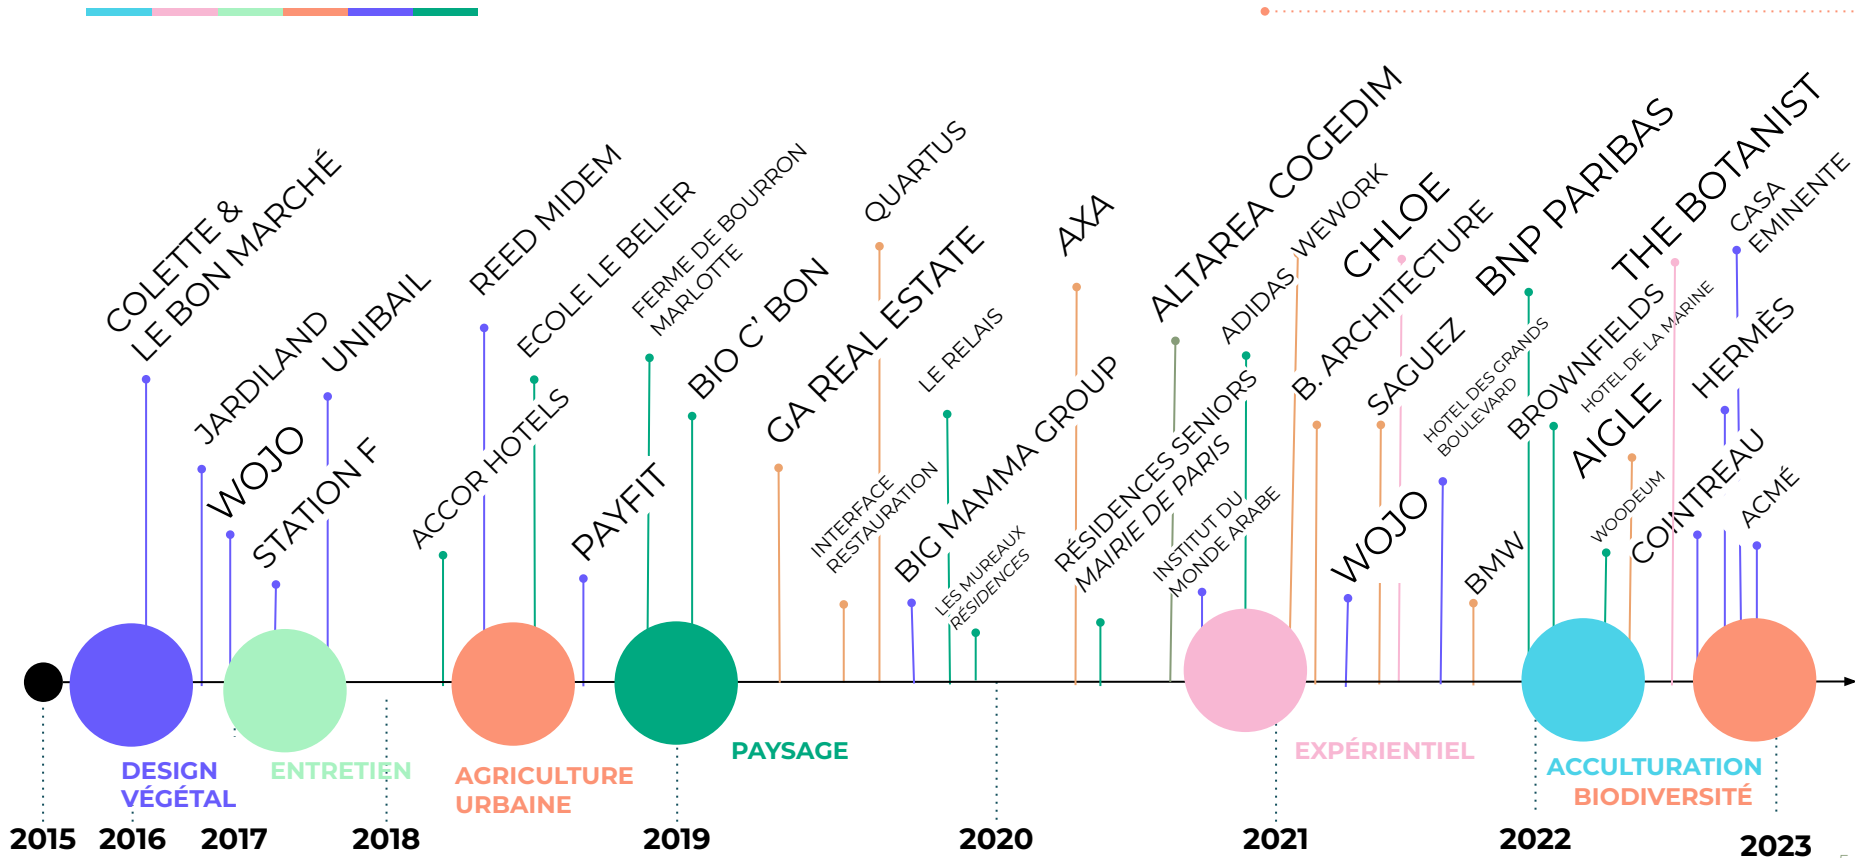 COLETTE &
LE BON MARCHÉ
JARDILAND
WOJO
STATION F
UNIBAIL
ACCOR HOTELS
REED MIDEM
ECOLE LE BELIER
PAYFIT
FERME DE BOURRON
MARLOTTE
BIO C' BON
GA REAL ESTATE
INTERFACE
RESTAURATION
QUARTUS
BIG MAMMA GROUP
LE RELAIS
LES MUREAUX
RÉSIDENCES
AXA
RÉSIDENCES SENIORS
MAIRIE DE PARIS
ALTAREA COGEDIM
INSTITUT DU
MONDE ARABE
ADIDAS
WEWORK
B. ARCHITECTURE
WOJO
SAGUEZ
CHLOE
HOTEL DES GRANDS
BOULEVARD
BMW
BNP PARIBAS
BROWNFIELDS
HOTEL DE LA MARINE
WOODEUM
AIGLE
THE BOTANIST
COINTREAU
HERMÈS
CASA
EMINENTE
ACMÉ
DESIGN
VÉGÉTAL
ENTRETIEN
AGRICULTURE
URBAINE
PAYSAGE
EXPÉRIENTIEL
ACCULTURATION
BIODIVERSITÉ
2015
2016
2017
2018
2019
2020
2021
2022
2023